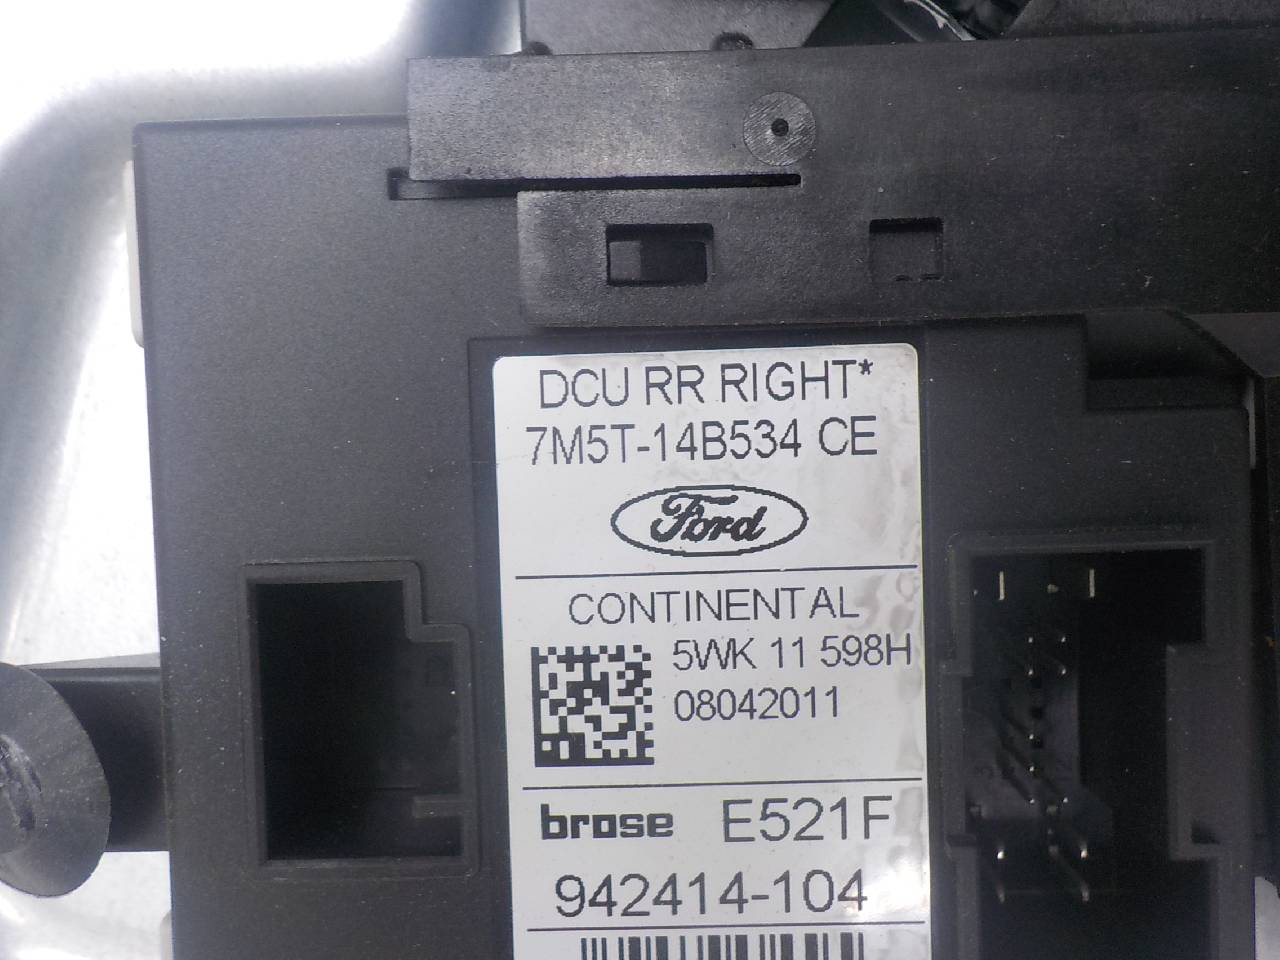 DCU RR RIGHT*
7M5T-14B534 CE
Ford
CONTINENTAL
5WK 11 598H
08042011
brose E521F
942414-104